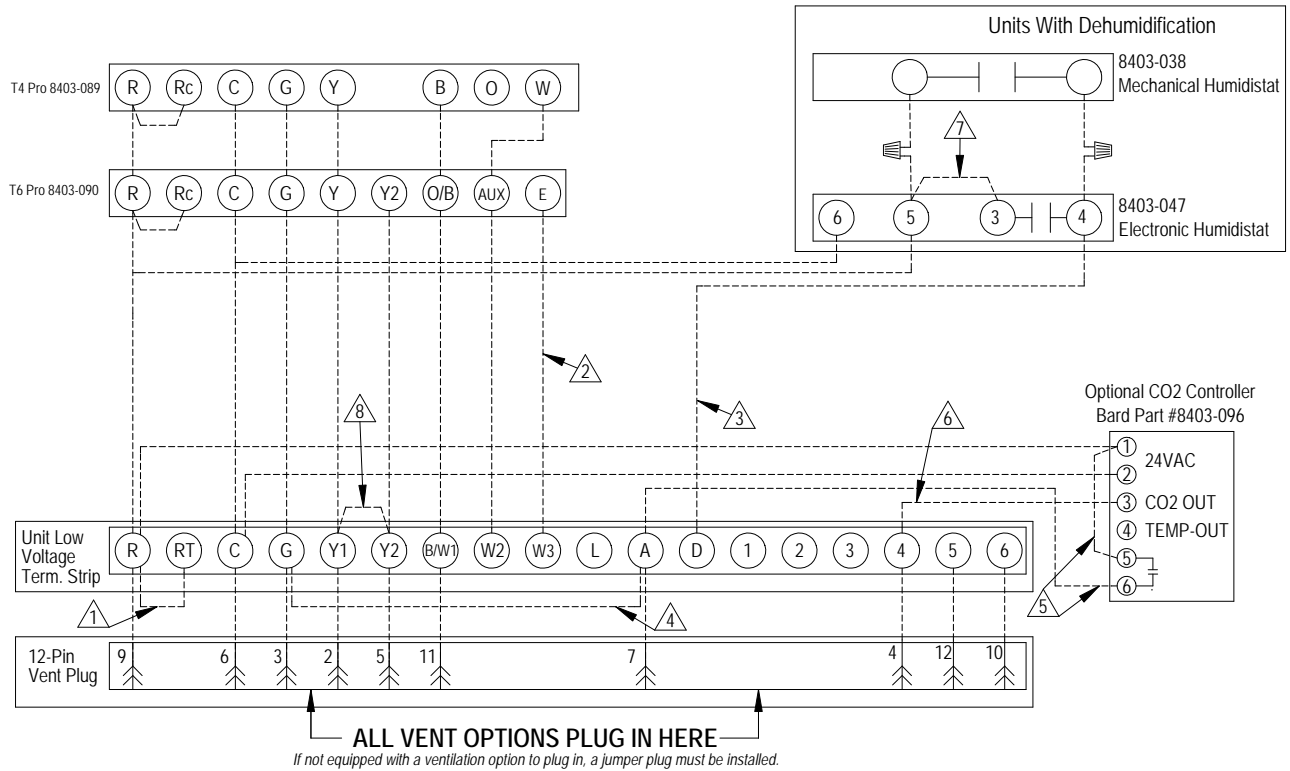 Units With Dehumidification
8403-038
Mechanical Humidistat
T4 Pro 8403-089
R Rc C G Y B O W
7
T6 Pro 8403-090
R Rc C G Y Y2 O/B AUX E
6 5 3 4
8403-047
Electronic Humidistat
2
3
8
6
Optional CO2 Controller
Bard Part #8403-096
1
24VAC
2
3 CO2 OUT
4 TEMP-OUT
5
6
5
Unit Low
Voltage
Term. Strip
R RT C G Y1 Y2 B/W1 W2 W3 L A D 1 2 3 4 5 6
1
4
12-Pin
Vent Plug
9 6 3 2 5 11 7 4 12 10
ALL VENT OPTIONS PLUG IN HERE
If not equipped with a ventilation option to plug in, a jumper plug must be installed.